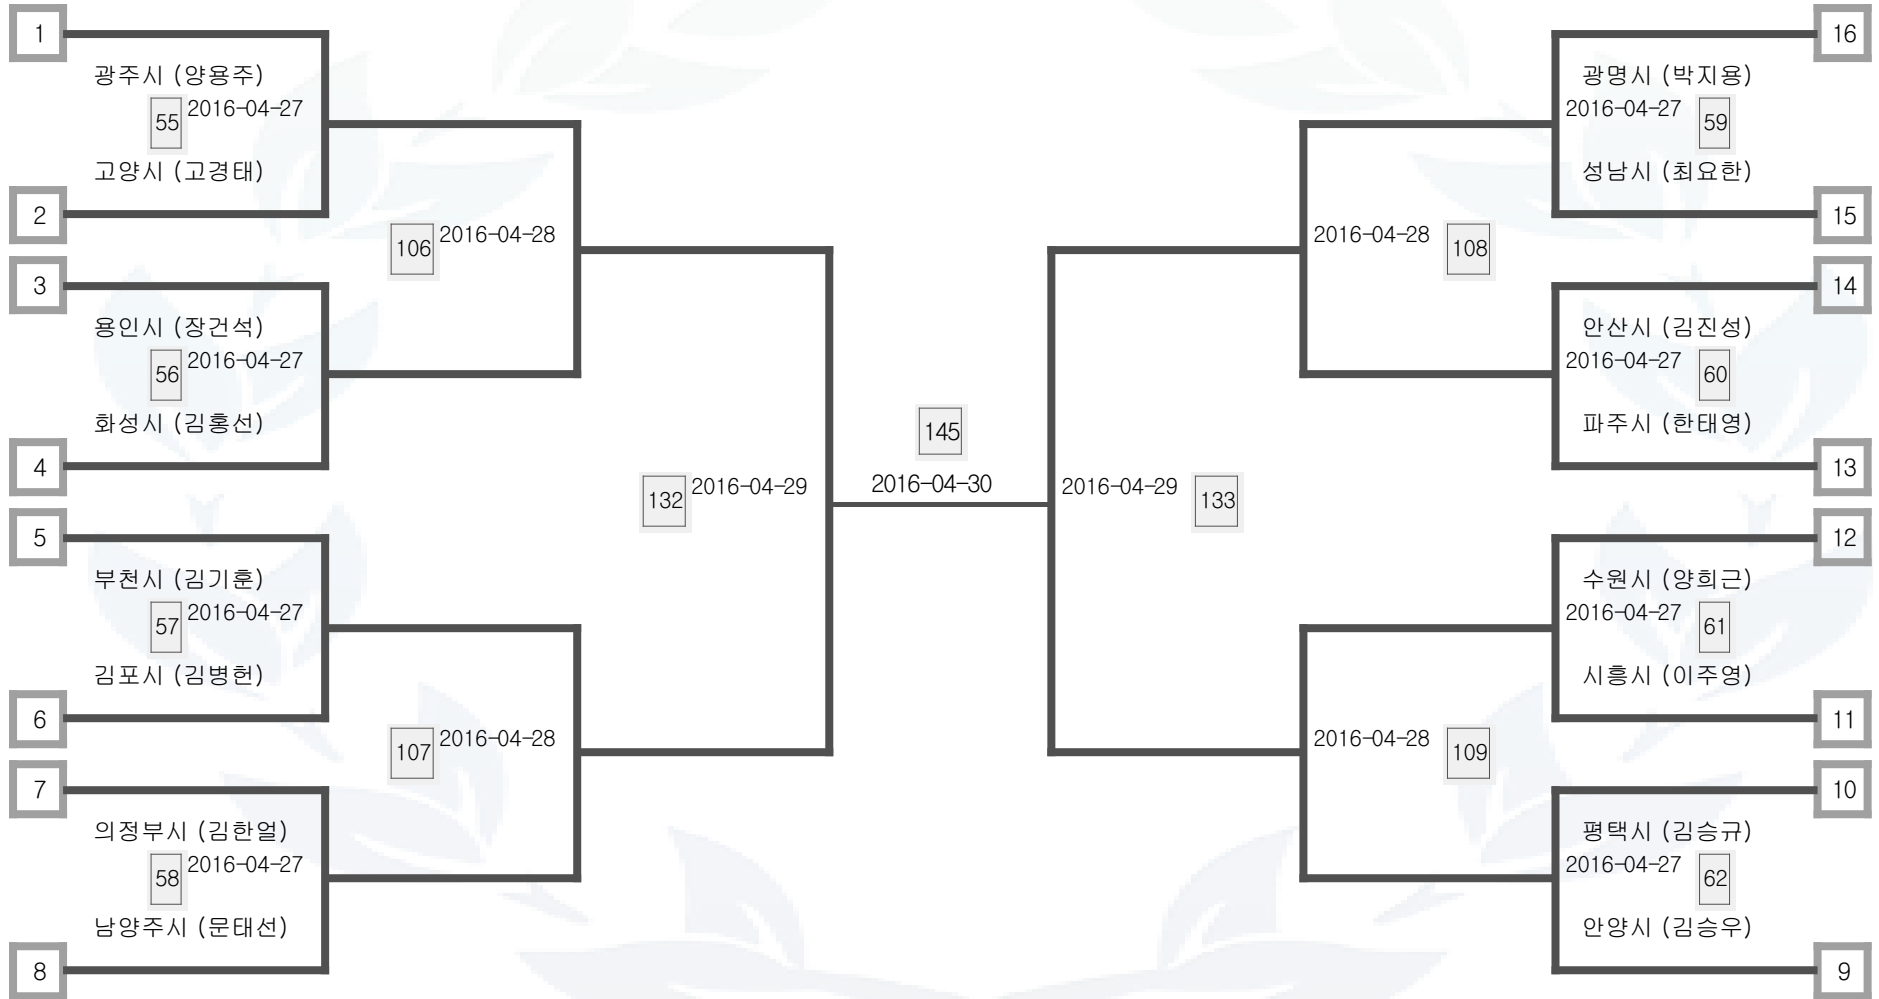 1
광주시 (양용주)
55 2016-04-27
고양시 (고경태)
2
106 2016-04-28
3
용인시 (장건석)
56 2016-04-27
화성시 (김홍선)
4
132 2016-04-29
5
부천시 (김기훈)
57 2016-04-27
김포시 (김병헌)
6
107 2016-04-28
7
의정부시 (김한얼)
58 2016-04-27
남양주시 (문태선)
8
145
2016-04-30
16
광명시 (박지용)
2016-04-27 59
성남시 (최요한)
15
2016-04-28 108
14
안산시 (김진성)
2016-04-27 60
파주시 (한태영)
13
2016-04-29 133
12
수원시 (양희근)
2016-04-27 61
시흥시 (이주영)
11
2016-04-28 109
10
평택시 (김승규)
2016-04-27 62
안양시 (김승우)
9